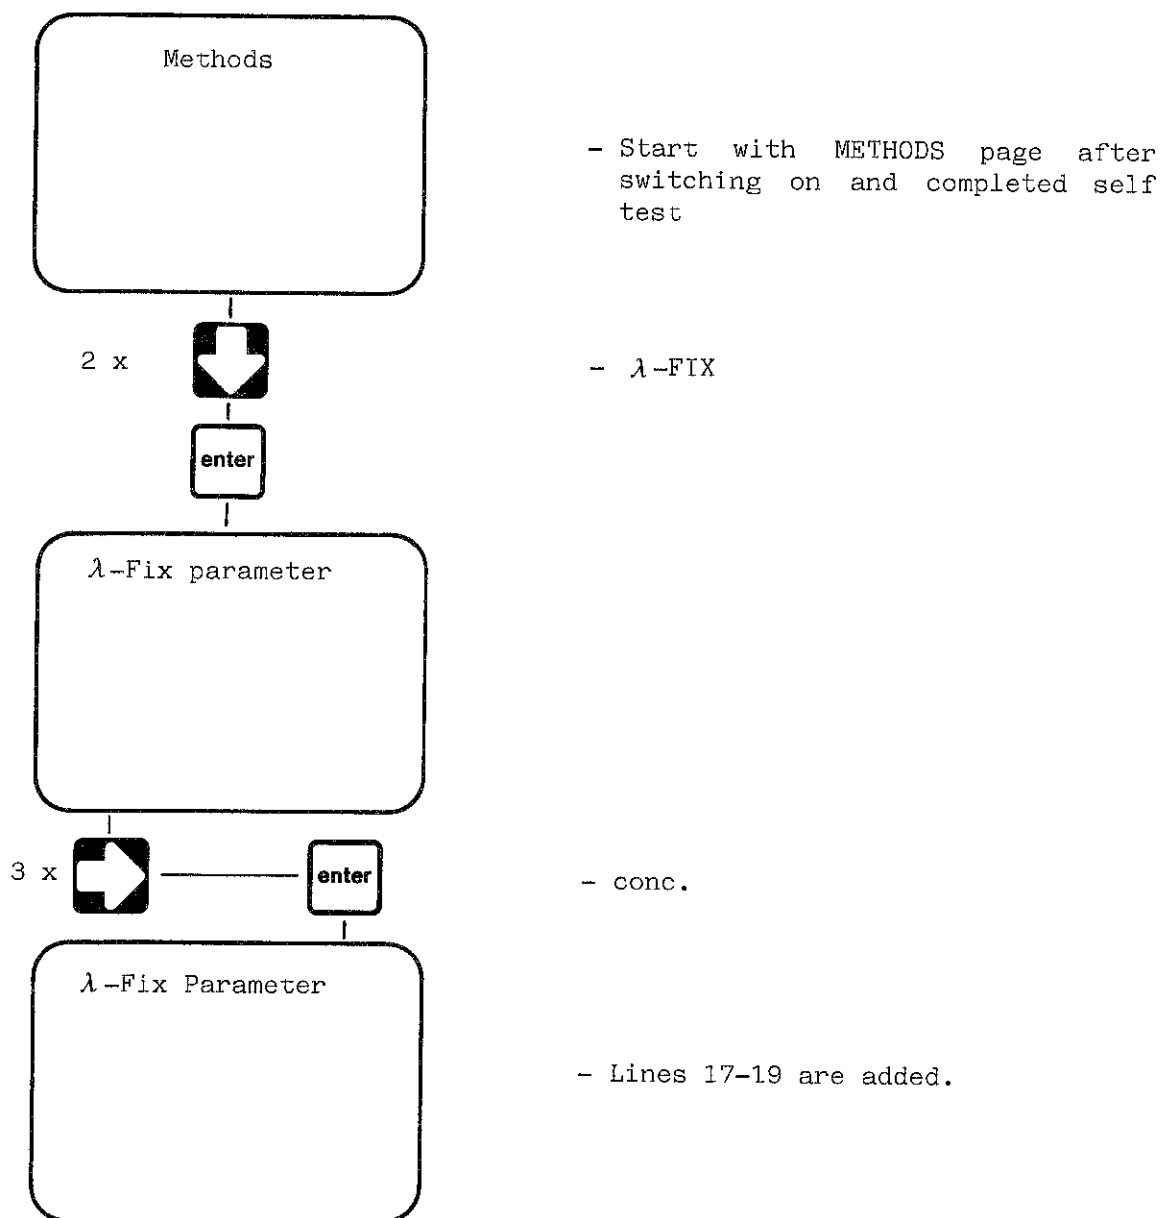 Methods
- Start with METHODS page after
switching on and completed self
test
2 x
- λ-FIX
enter
λ-Fix parameter
3 x
enter
- conc.
λ-Fix Parameter
- Lines 17-19 are added.